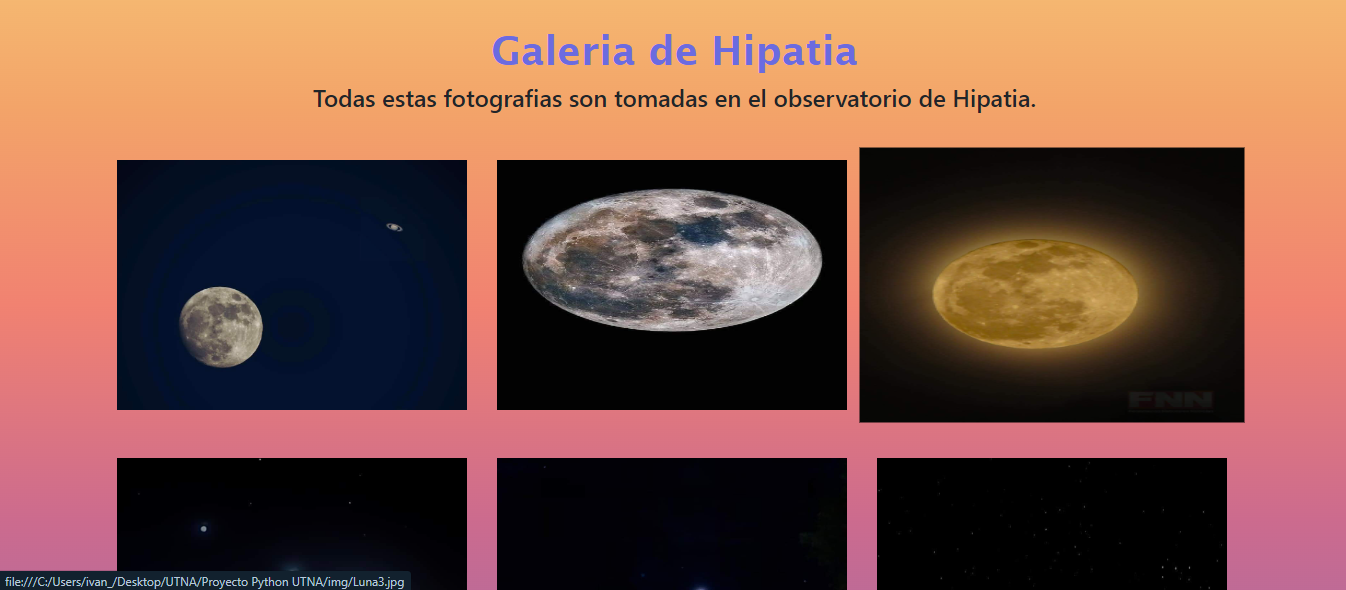 Galeria de Hipatia
Todas estas fotografias son tomadas en el observatorio de Hipatia.
FNN
file:///C:/Users/ivan_/Desktop/UTNA/Proyecto Python UTNA/img/Luna3.jpg